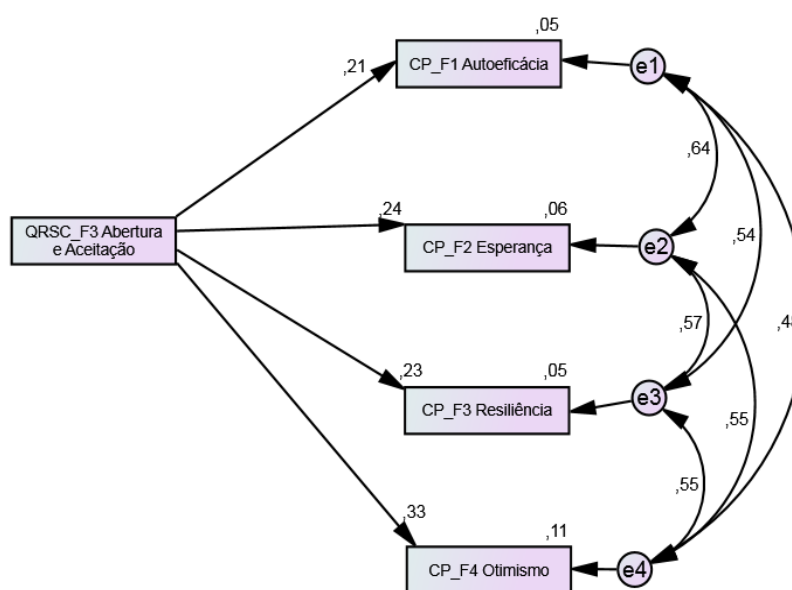 ,05
,21
CP_F1 Autoeficácia
e1
,64
QRSC_F3 Abertura
e Aceitação
,24
,06
CP_F2 Esperança
e2
,54
,57
,23
,05
CP_F3 Resiliência
e3
,55
,55
,33
,11
CP_F4 Otimismo
e4